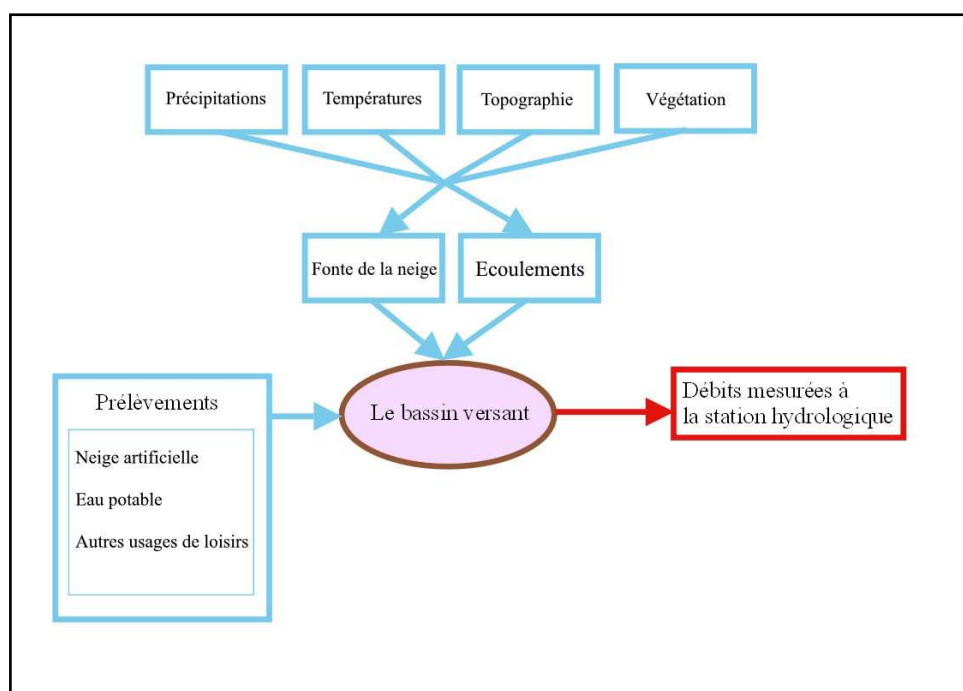 Précipitations
Températures
Topographie
Végétation
Fonte de la neige
Ecoulements
Prélèvements
Neige artificielle
Eau potable
Autres usages de loisirs
Le bassin versant
Débits mesurées à
la station hydrologique